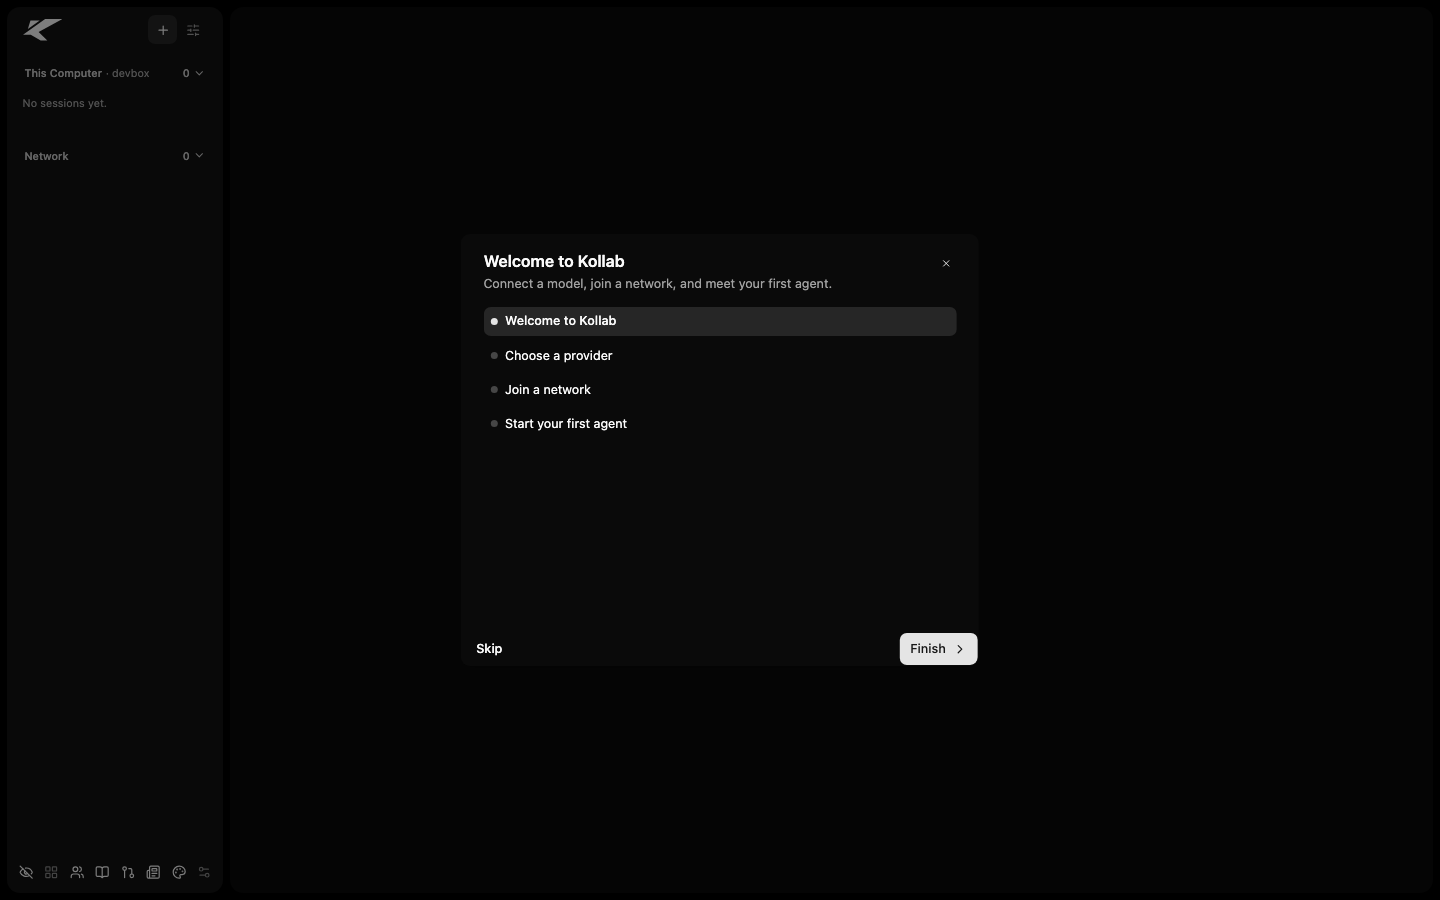 This Computer · devbox 0
No sessions yet.
Network 0
Welcome to Kollab
Connect a model, join a network, and meet your first agent.
Welcome to Kollab
Choose a provider
Join a network
Start your first agent
Skip
Finish